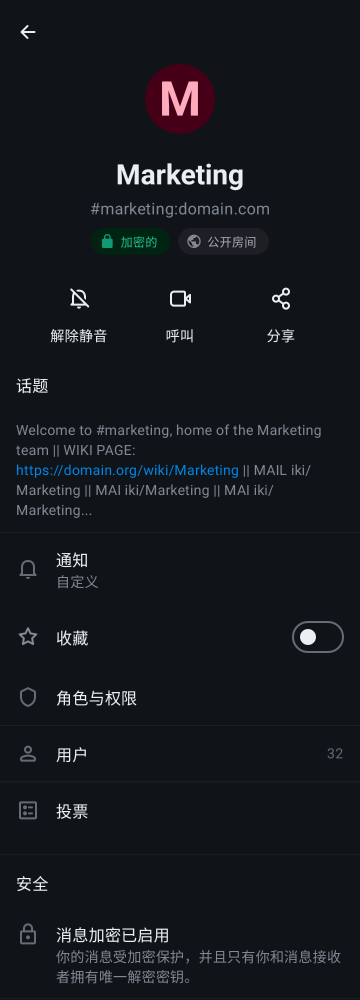 M
Marketing
#marketing:domain.com
加密的
公开房间
解除静音
呼叫
分享
话题
Welcome to #marketing, home of the Marketing
team || WIKI PAGE:
https://domain.org/wiki/Marketing || MAIL iki/
Marketing || MAI iki/Marketing || MAI iki/
Marketing...
通知
自定义
收藏
角色与权限
用户
32
投票
安全
消息加密已启用
你的消息受加密保护，并且只有你和消息接收
者拥有唯一解密密钥。